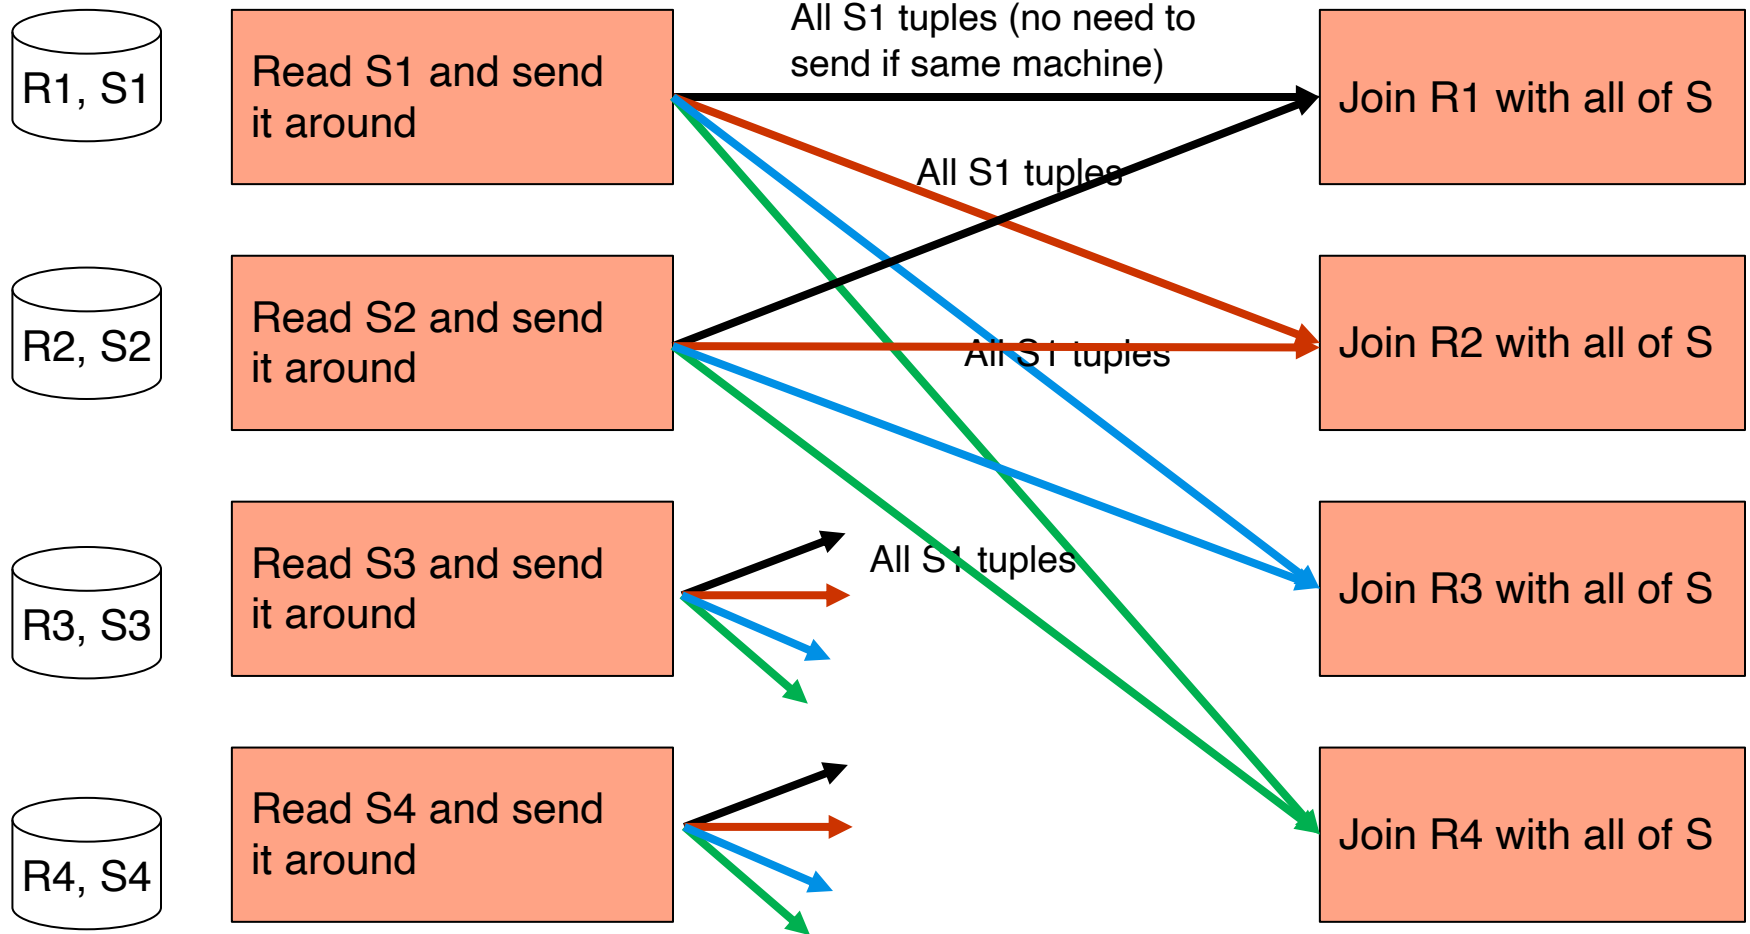 R1, S1
Read S1 and send
it around
All S1 tuples (no need to
send if same machine)
Join R1 with all of S
All S1 tuples
R2, S2
Read S2 and send
it around
All S1 tuples
Join R2 with all of S
R3, S3
Read S3 and send
it around
All S1 tuples
Join R3 with all of S
R4, S4
Read S4 and send
it around
Join R4 with all of S